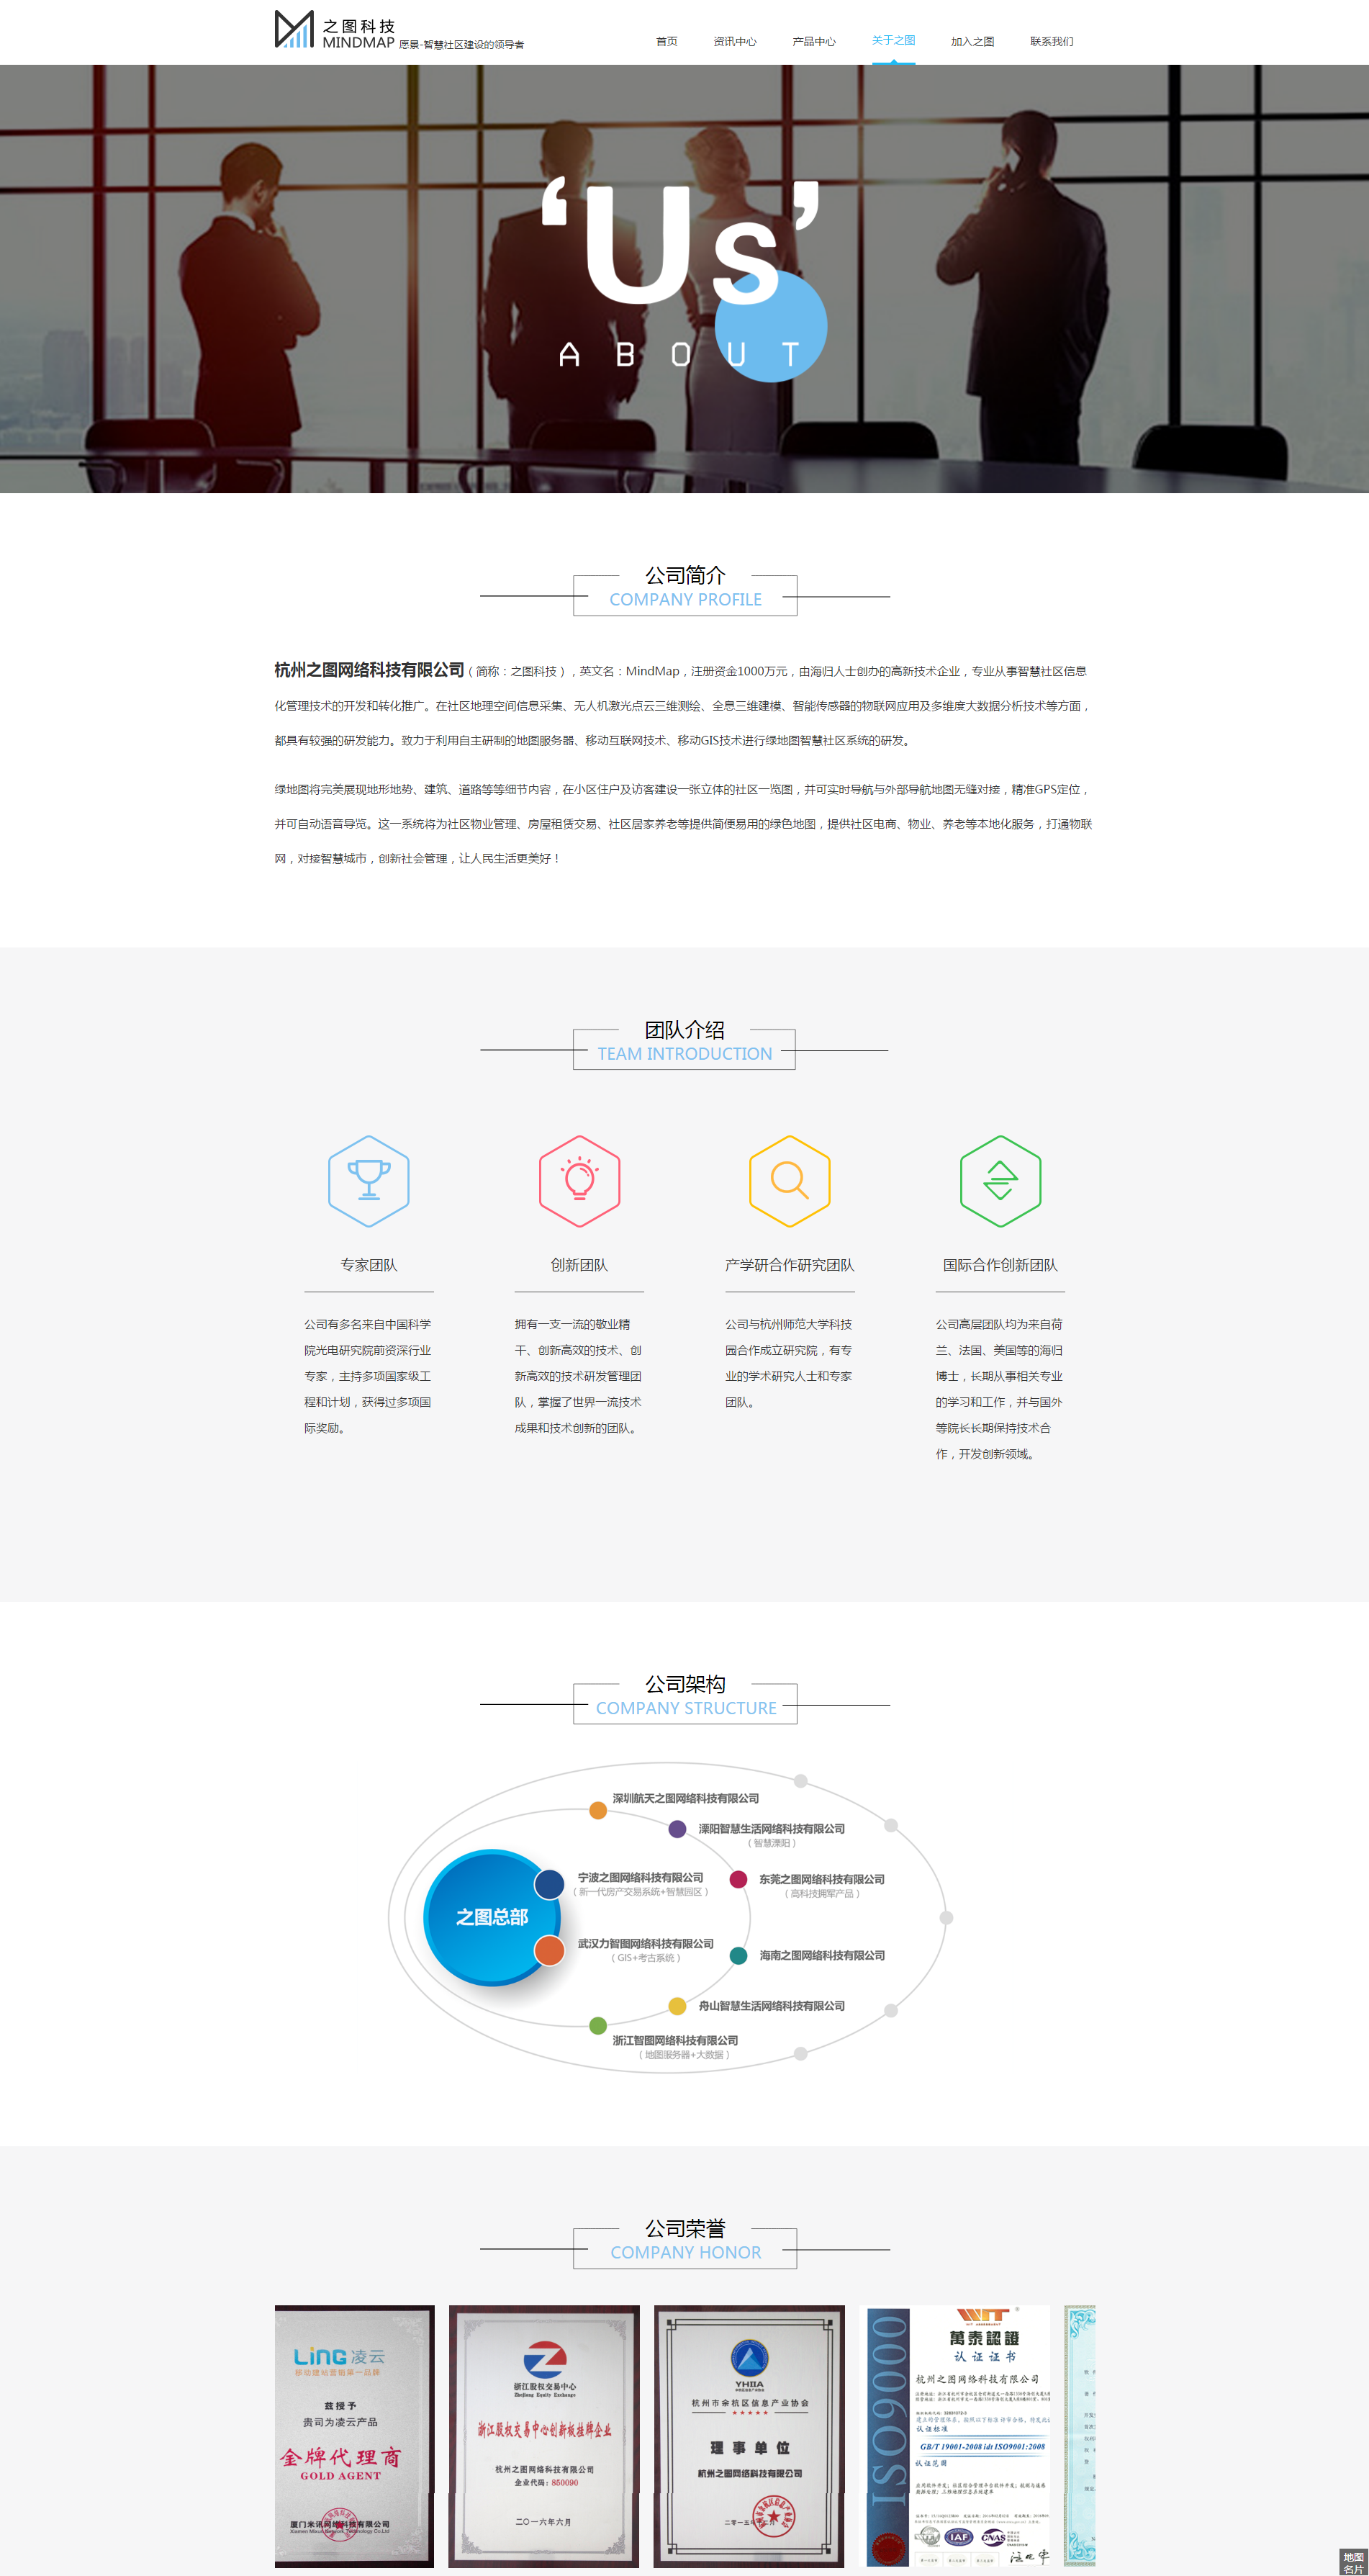 之图科技
MINDMAP 愿景-智慧社区建设的领导者
首页 资讯中心 产品中心 关于之图 加入之图 联系我们
‘Us’
ABOUT
公司简介
COMPANY PROFILE
杭州之图网络科技有限公司（简称：之图科技），英文名：MindMap，注册资金1000万元，由海归人士创办的高新技术企业，专业从事智慧社区信息
化管理技术的开发和转化推广。在社区地理空间信息采集、无人机激光点云三维测绘、全息三维建模、智能传感器的物联网应用及多维度大数据分析技术等方面，
都具有较强的研发能力。致力于利用自主研制的地图服务器、移动互联网技术、移动GIS技术进行绿地图智慧社区系统的研发。
绿地图将完美展现地形地势、建筑、道路等等细节内容，在小区住户及访客建设一张立体的社区一览图，并可实时导航与外部导航地图无缝对接，精准GPS定位，
并可自动语音导览。这一系统将为社区物业管理、房屋租赁交易、社区居家养老等提供简便易用的绿色地图，提供社区电商、物业、养老等本地化服务，打通物联
网，对接智慧城市，创新社会管理，让人民生活更美好！
团队介绍
TEAM INTRODUCTION
专家团队
公司有多名来自中国科学
院光电研究院前资深行业
专家，主持多项国家级工
程和计划，获得过多项国
际奖励。
创新团队
拥有一支一流的敬业精
干、创新高效的技术、创
新高效的技术研发管理团
队，掌握了世界一流技术
成果和技术创新的团队。
产学研合作研究团队
公司与杭州师范大学科技
园合作成立研究院，有专
业的学术研究人士和专家
团队。
国际合作创新团队
公司高层团队均为来自荷
兰、法国、美国等的海归
博士，长期从事相关专业
的学习和工作，并与国外
等院长长期保持技术合
作，开发创新领域。
公司架构
COMPANY STRUCTURE
深圳航天之图网络科技有限公司
溧阳智慧生活网络科技有限公司
（智慧溧阳）
宁波之图网络科技有限公司
（新一代房产交易系统+智慧园区）
东莞之图网络科技有限公司
（高科技拥军产品）
之图总部
武汉力智图网络科技有限公司
（GIS+考古系统）
海南之图网络科技有限公司
舟山智慧生活网络科技有限公司
浙江智图网络科技有限公司
（地图服务器+大数据）
公司荣誉
COMPANY HONOR
LING 凌云
移动建站营销第一品牌
兹授予
贵司为凌云产品
金牌代理商
GOLD AGENT
厦门米讯网络科技有限公司
浙江股权交易中心
Zhejiang Equity Exchange
浙江股权交易中心创新板挂牌企业
杭州之图网络科技有限公司
企业代码：850090
二〇一六年六月
YHIIA
杭州市余杭区信息产业协会
理事单位
杭州之图网络科技有限公司
ISO9000
WIT
萬泰認證
认证证书
杭州之图网络科技有限公司
认证标准
GB/T 19001-2008 idt ISO9001:2008
认证范围
IAF
CNAS
地图
名片